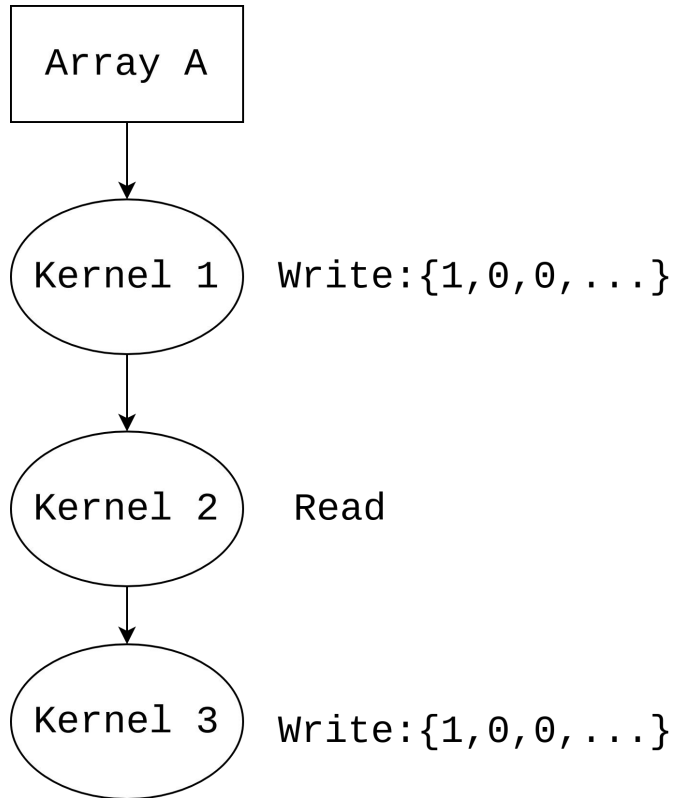 Array A
Kernel 1
Write:{1,0,0,...}
Kernel 2
Read
Kernel 3
Write:{1,0,0,...}